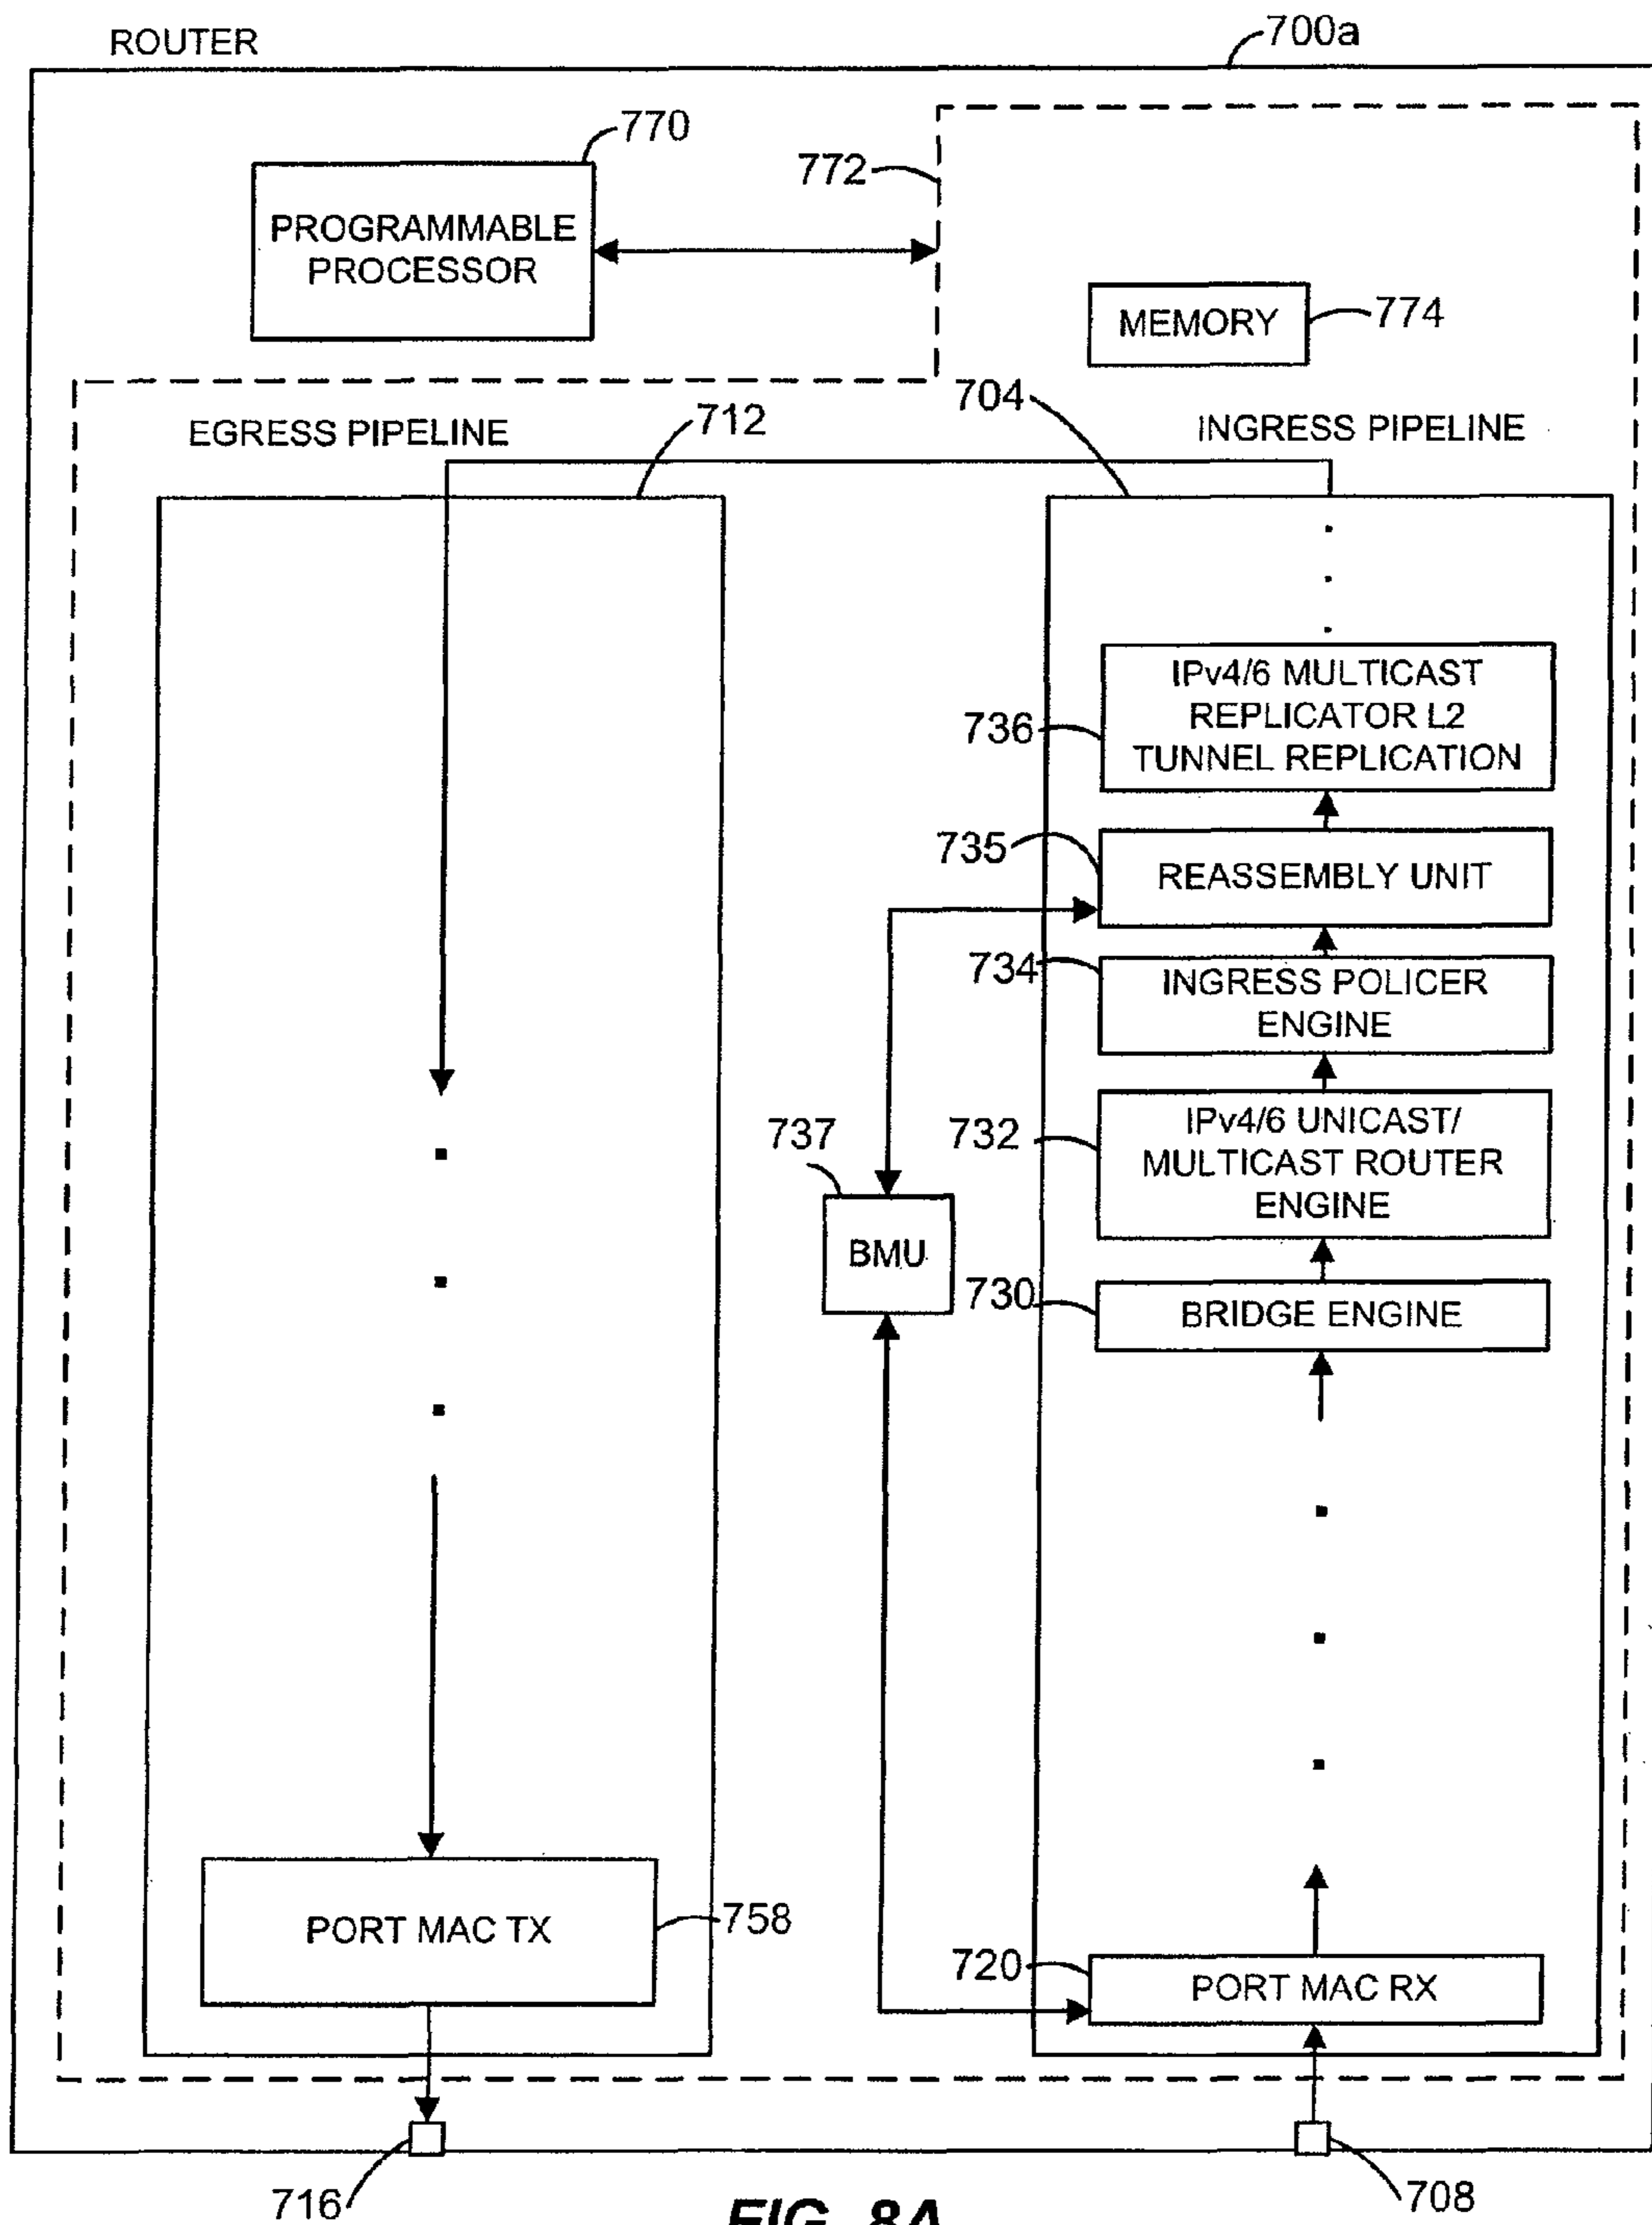 ROUTER
700a
770
772
PROGRAMMABLE
PROCESSOR
MEMORY
774
704
EGRESS PIPELINE
712
INGRESS PIPELINE
IPv4/6 MULTICAST
REPLICATOR L2
TUNNEL REPLICATION
736
735
REASSEMBLY UNIT
734
INGRESS POLICER
ENGINE
737
732
IPv4/6 UNICAST/
MULTICAST ROUTER
ENGINE
BMU
730
BRIDGE ENGINE
PORT MAC TX
758
720
PORT MAC RX
716
708
FIG. 8A